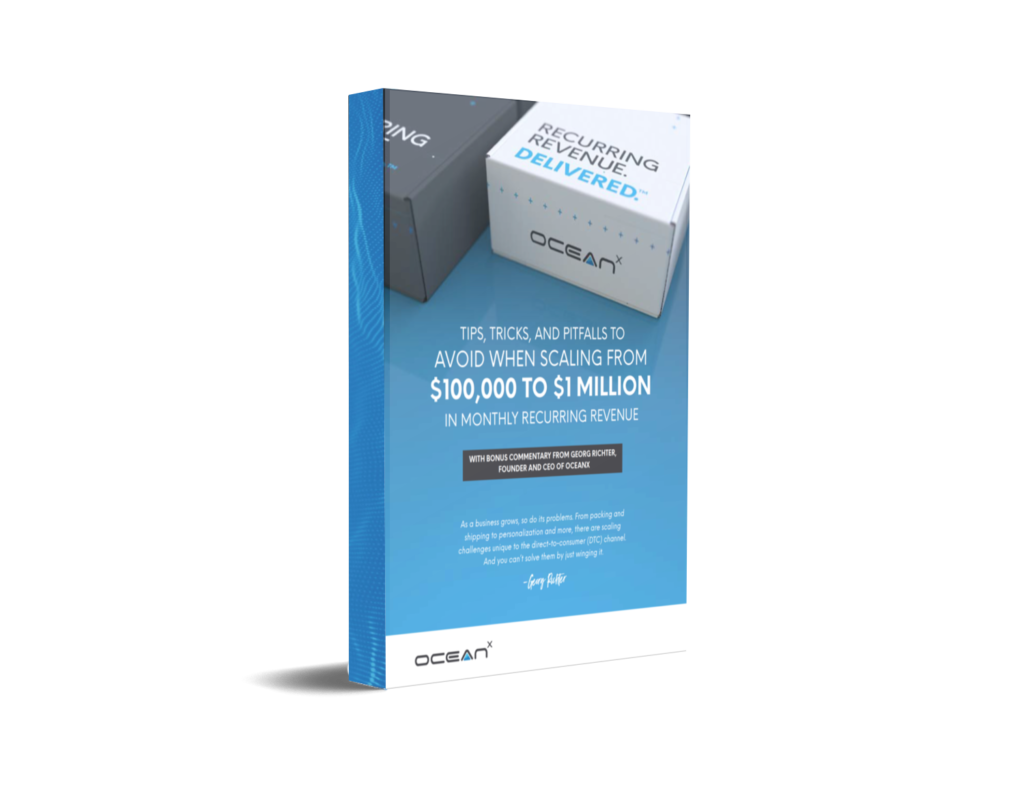 PING
RECURRING
REVENUE.
DELIVERED.™
OCEANX
TIPS, TRICKS, AND PITFALLS TO
AVOID WHEN SCALING FROM
$100,000 TO $1 MILLION
IN MONTHLY RECURRING REVENUE
WITH BONUS COMMENTARY FROM GEORG RICHTER,
FOUNDER AND CEO OF OCEANX
As a business grows, so do its problems. From packing and
shipping to personalization and more, there are scaling
challenges unique to the direct-to-consumer (DTC) channel.
And you can't solve them by just winging it.
-Georg Richter
OCEANX